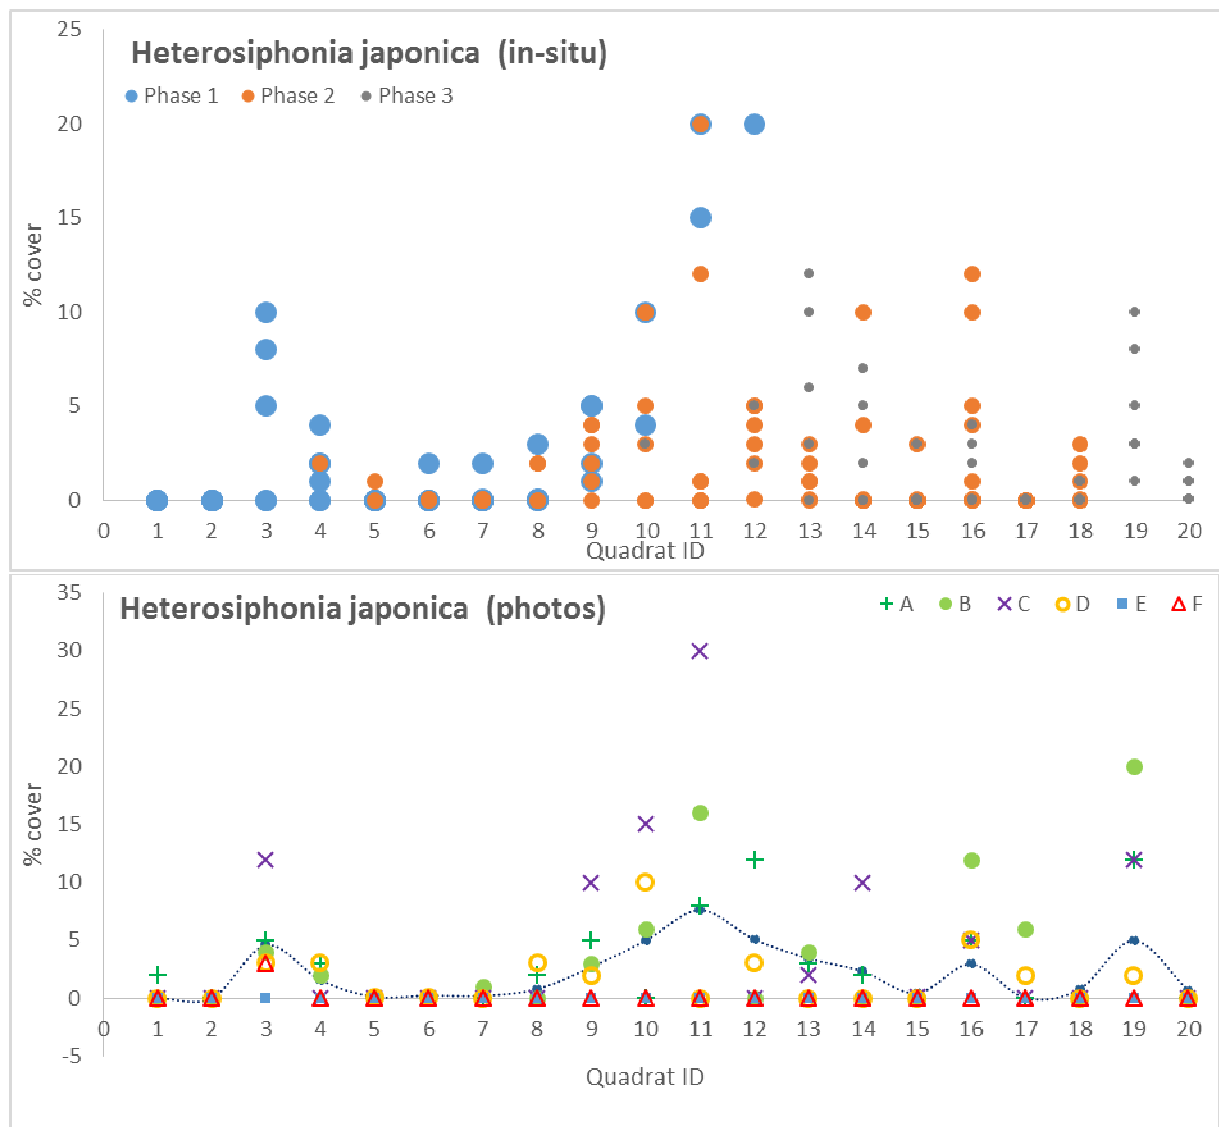 Heterosiphonia japonica (in-situ)
Phase 1 Phase 2 Phase 3
% cover
25
20
15
10
5
0
0 1 2 3 4 5 6 7 8 9 10 11 12 13 14 15 16 17 18 19 20
Quadrat ID
Heterosiphonia japonica (photos)
A B C D E F
% cover
35
30
25
20
15
10
5
0
-5
0 1 2 3 4 5 6 7 8 9 10 11 12 13 14 15 16 17 18 19 20
Quadrat ID